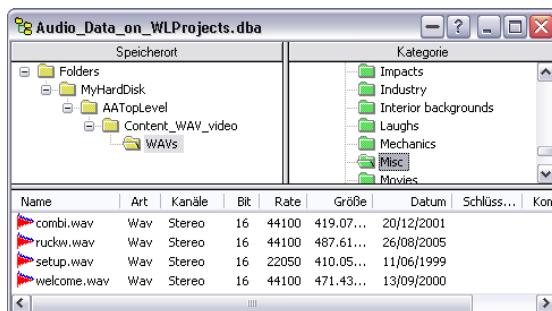 Audio_Data_on_WLProjects.dba
Speicherort
Folders
MyHardDisk
AATopLevel
Content_WAV_video
WAVs
Kategorie
Impacts
Industry
Interior backgrounds
Laughs
Mechanics
Misc
Movies
Name Art Kanäle Bit Rate Größe Datum Schlüss... Kon
combi.wav Wav Stereo 16 44100 419.07... 20/12/2001
ruckw.wav Wav Stereo 16 44100 487.61... 26/08/2005
setup.wav Wav Stereo 16 22050 410.05... 11/06/1999
welcome.wav Wav Stereo 16 44100 471.43... 13/09/2000